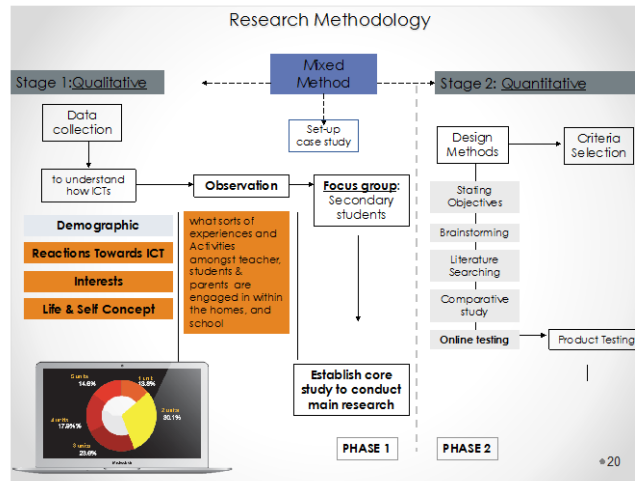 Research Methodology
Mixed
Method
Stage 1:Qualitative
Stage 2: Quantitative
Data
collection
Set-up
case study
Design
Methods
Criteria
Selection
to understand
how ICTs
Observation
Focus group:
Secondary
students
Demographic
Reactions Towards ICT
Interests
Life & Self Concept
what sorts of
experiences and
Activities
amongst teacher,
students &
parents are
engaged in within
the homes, and
school
Stating
Objectives
Brainstorming
Literature
Searching
Comparative
study
Online testing
Product Testing
Establish core
study to conduct
main research
5 units
14.6%
1 unit
13.8%
2 units
30.1%
4 units
17.9%%
3 units
23.6%
PHASE 1
PHASE 2
20